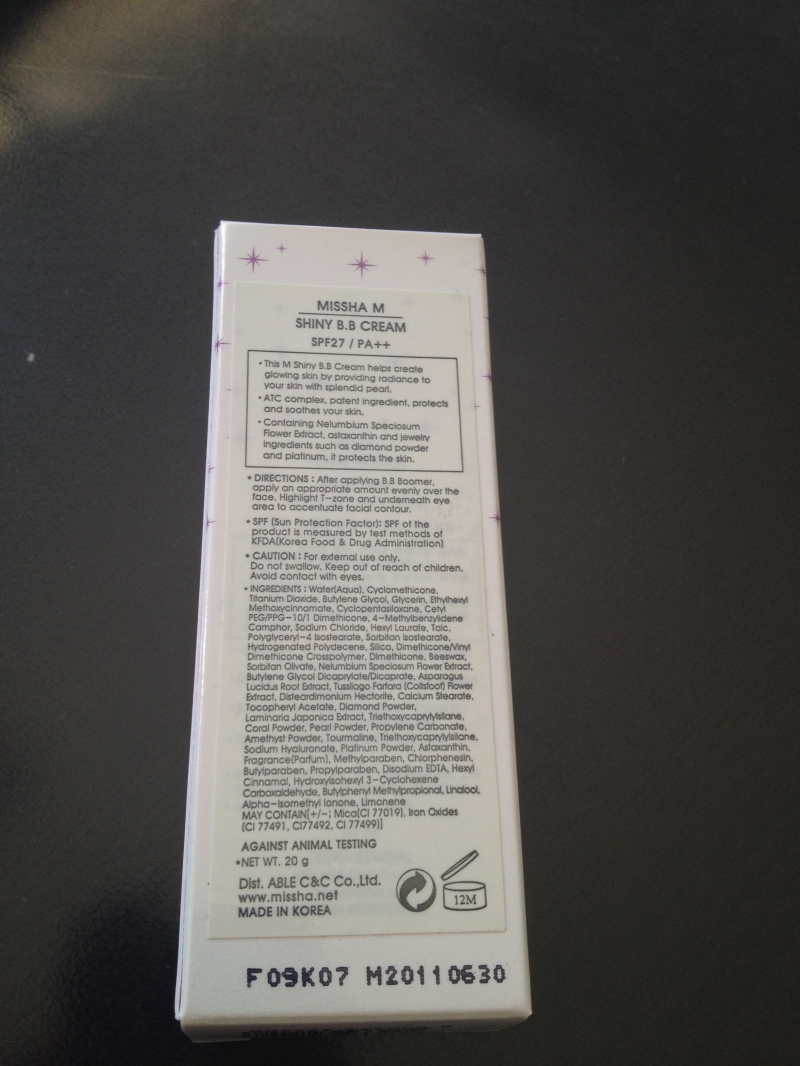 MISSHA M
SHINY B.B CREAM
SPF27 / PA++
• This M Shiny B.B Cream helps create
glowing skin by providing radiance to
your skin with splendid pearl.
• ATC complex, patent ingredient, protects
and soothes your skin.
• Containing Nelumbium Speciosum
Flower Extract, astaxanthin and jewelry
ingredients such as diamond powder
and platinum, it protects the skin.
* DIRECTIONS : After applying B.B Boomer,
apply an appropriate amount evenly over the
face. Highlight T-zone and underneath eye
area to accentuate facial contour.
* SPF (Sun Protection Factor): SPF of the
product is measured by test methods of
KFDA(Korea Food & Drug Administration)
* CAUTION : For external use only.
Do not swallow. Keep out of reach of children.
Avoid contact with eyes.
* INGREDIENTS : Water(Aqua), Cyclomethicone,
Titanium Dioxide, Butylene Glycol, Glycerin, Ethylhexyl
Methoxycinnamate, Cyclopentasiloxane, Cetyl
PEG/PPG-10/1 Dimethicone, 4-Methylbenzylidene
Camphor, Sodium Chloride, Hexyl Laurate, Talc,
Polyglyceryl-4 Isostearate, Sorbitan Isostearate,
Hydrogenated Polydecene, Silica, Dimethicone/Vinyl
Dimethicone Crosspolymer, Dimethicone, Beeswax,
Sorbitan Olivate, Nelumbium Speciosum Flower Extract,
Butylene Glycol Dicaprylate/Dicaprate, Asparagus
Lucidus Root Extract, Tussilago Farfara (Coltsfoot) Flower
Extract, Disteardimonium Hectorite, Calcium Stearate,
Tocopheryl Acetate, Diamond Powder,
Laminaria Japonica Extract, Triethoxycaprylylsilane,
Coral Powder, Pearl Powder, Propylene Carbonate,
Amethyst Powder, Tourmaline, Triethoxycaprylylsilane,
Sodium Hyaluronate, Platinum Powder, Astaxanthin,
Fragrance(Parfum), Methylparaben, Chlorphenesin,
Butylparaben, Propylparaben, Disodium EDTA, Hexyl
Cinnamal, Hydroxyisohexyl 3-Cyclohexene
Carboxaldehyde, Butylphenyl Methylpropional, Linalool,
Alpha-Isomethyl Ionone, Limonene
MAY CONTAIN[+/-; Mica(CI 77019), Iron Oxides
(CI 77491, CI77492, CI 77499)]
AGAINST ANIMAL TESTING
*NET WT. 20 g
Dist. ABLE C&C Co.,Ltd.
www.missha.net
MADE IN KOREA
12M
F09K07 M20110630